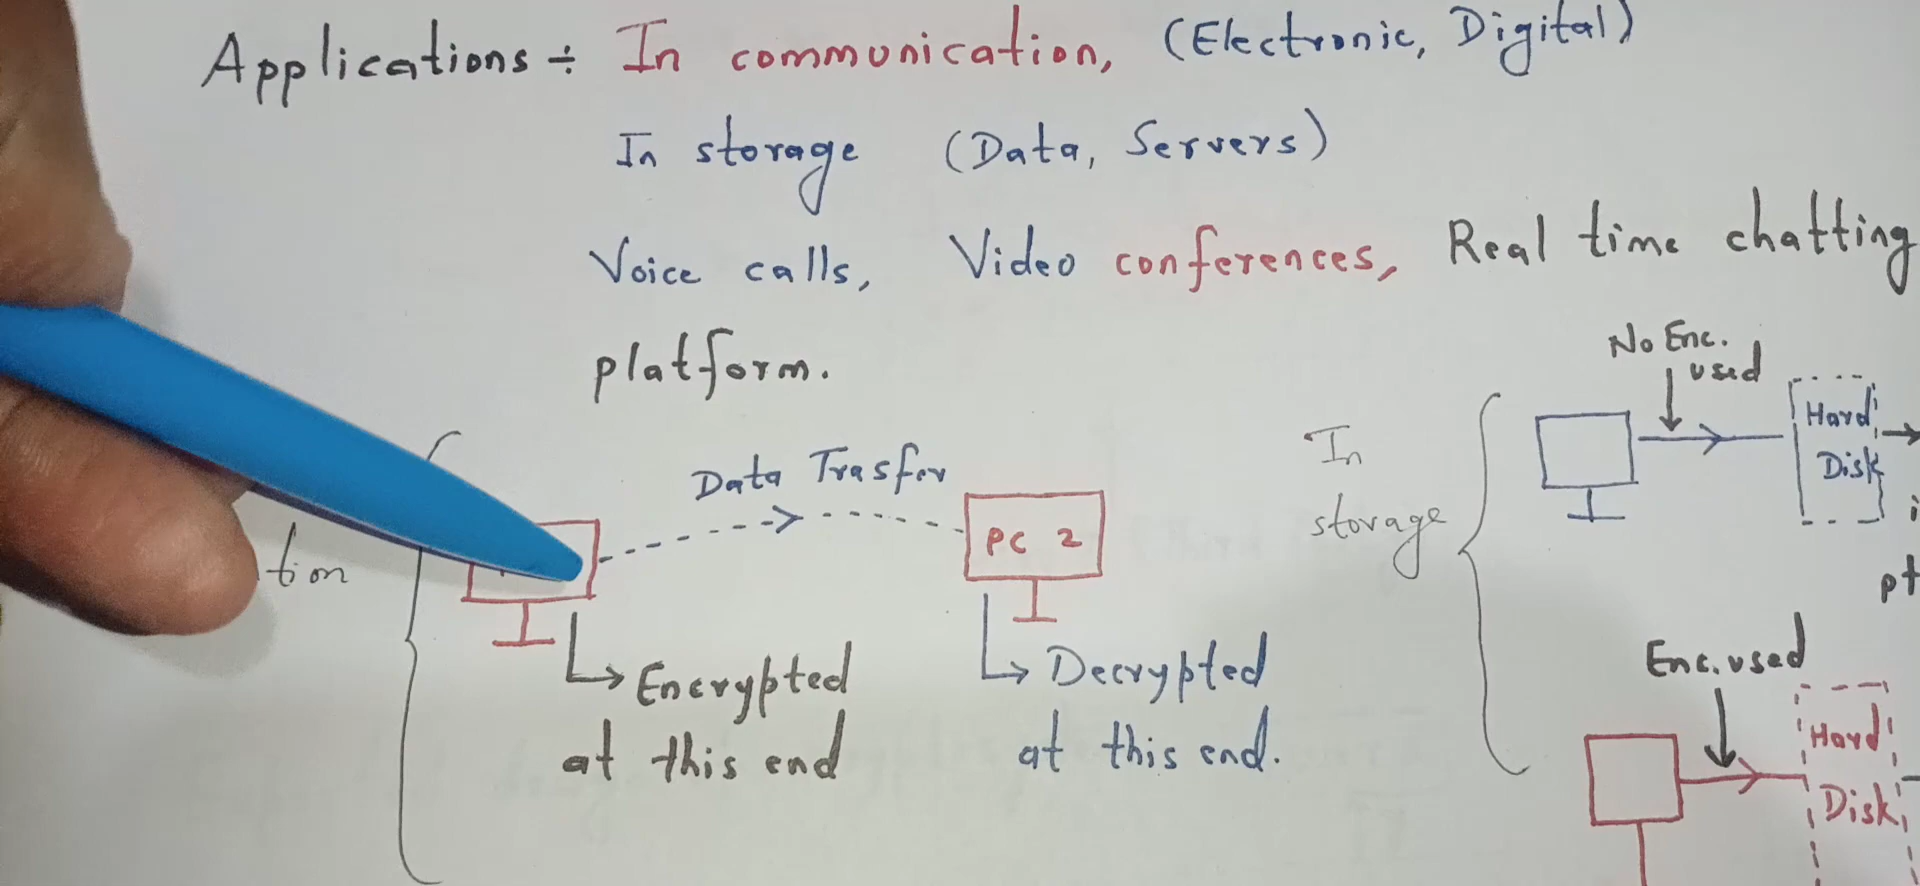 Applications ÷ In communication, (Electronic, Digital)
In storage (Data, Servers)
Voice calls, Video conferences, Real time chatting
platform.
Data Trasfer
PC 2
Encrypted
at this end
Decrypted
at this end.
tion
In
storage
No Enc.
used
Hard
Disk
Enc. used
Hard
Disk